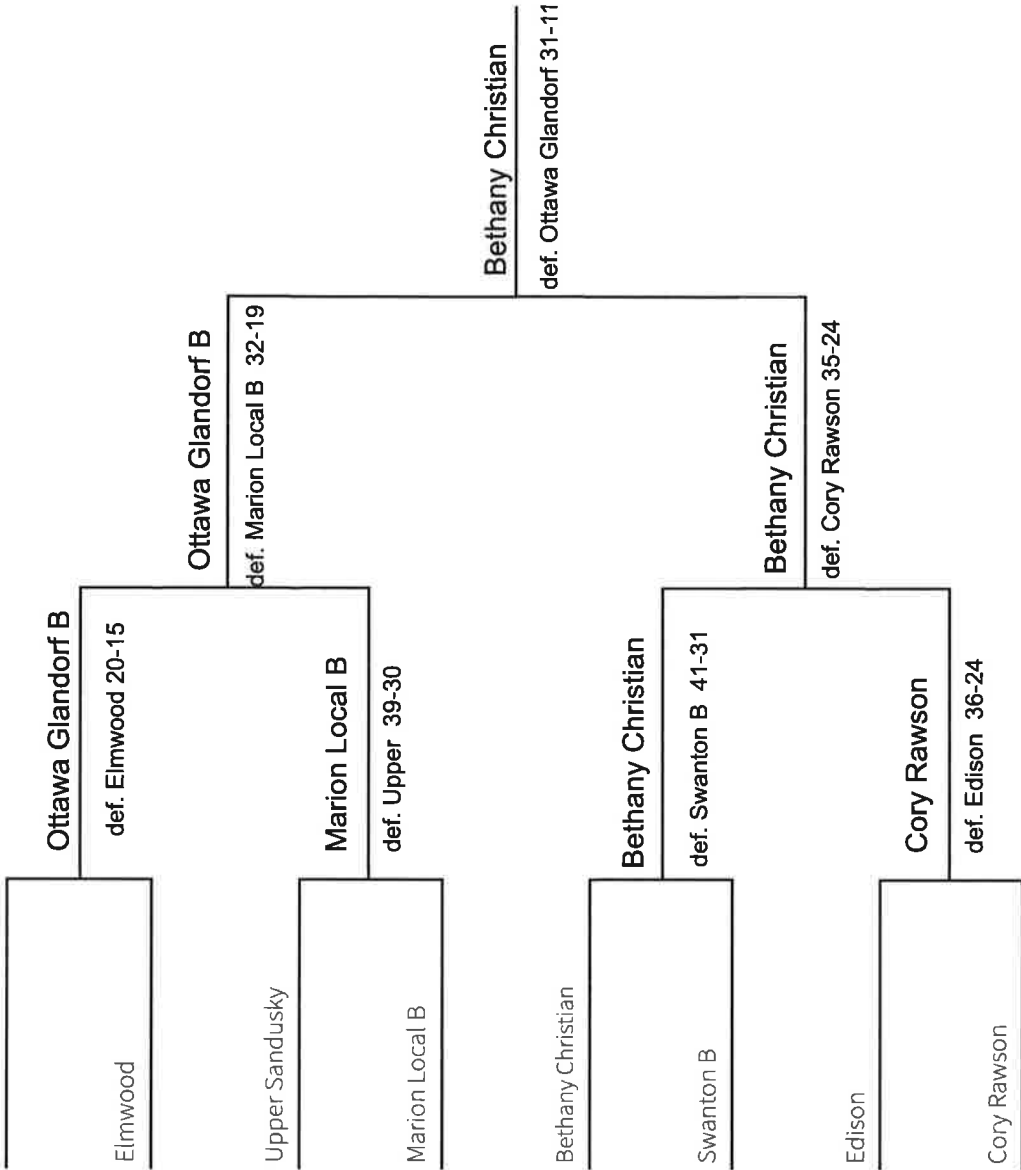 Elmwood
Upper Sandusky
Marion Local B
Bethany Christian
Swanton B
Edison
Cory Rawson
Ottawa Glandorf B
def. Elmwood 20-15
Marion Local B
def. Upper 39-30
Bethany Christian
def. Swanton B 41-31
Cory Rawson
def. Edison 36-24
Ottawa Glandorf B
def. Marion Local B 32-19
Bethany Christian
def. Cory Rawson 35-24
Bethany Christian
def. Ottawa Glandorf 31-11